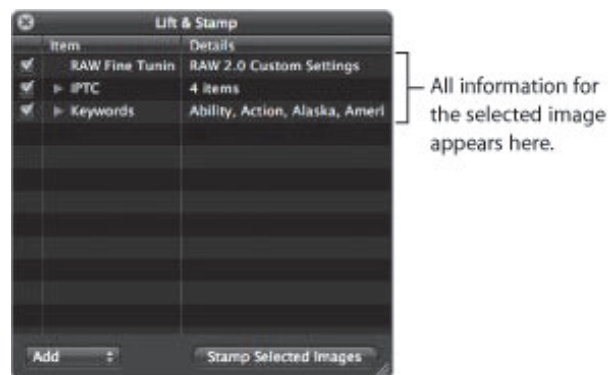 Lift & Stamp
Item Details
RAW Fine Tunin RAW 2.0 Custom Settings
IPTC 4 items
Keywords Ability, Action, Alaska, Ameri
All information for
the selected image
appears here.
Add Stamp Selected Images